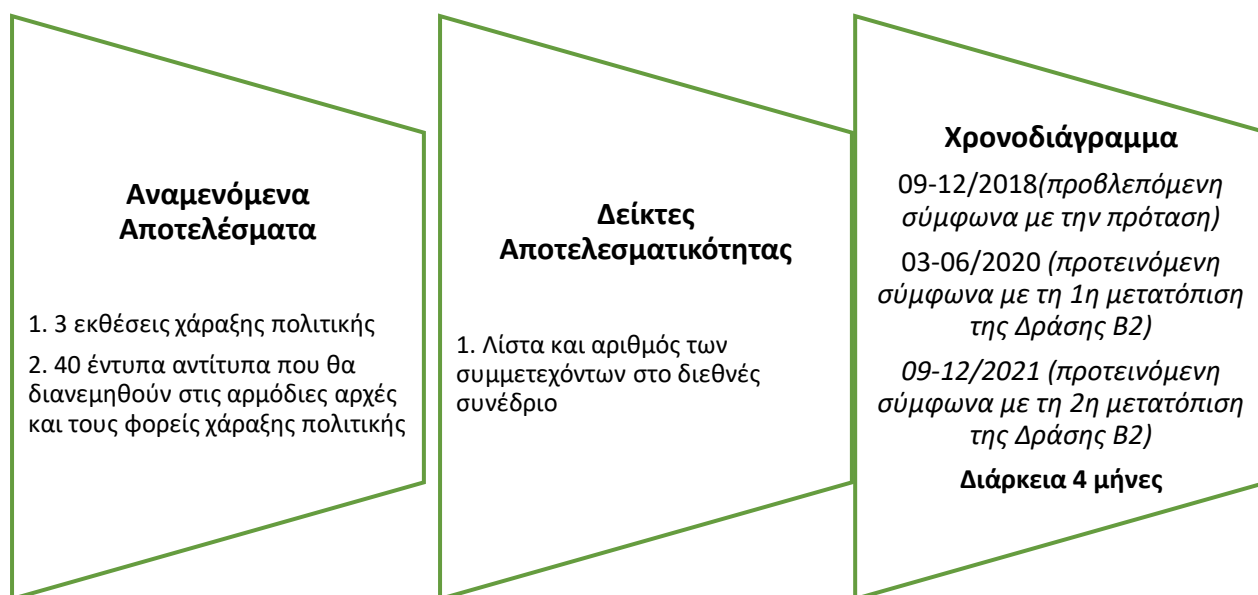 Αναμενόμενα
Αποτελέσματα
1. 3 εκθέσεις χάραξης πολιτικής
2. 40 έντυπα αντίτυπα που θα
διανεμηθούν στις αρμόδιες αρχές
και τους φορείς χάραξης πολιτικής
Δείκτες
Αποτελεσματικότητας
1. Λίστα και αριθμός των
συμμετεχόντων στο διεθνές
συνέδριο
Χρονοδιάγραμμα
09-12/2018(προβλεπόμενη
σύμφωνα με την πρόταση)
03-06/2020 (προτεινόμενη
σύμφωνα με τη 1η μετατόπιση
της Δράσης Β2)
09-12/2021 (προτεινόμενη
σύμφωνα με τη 2η μετατόπιση
της Δράσης Β2)
Διάρκεια 4 μήνες